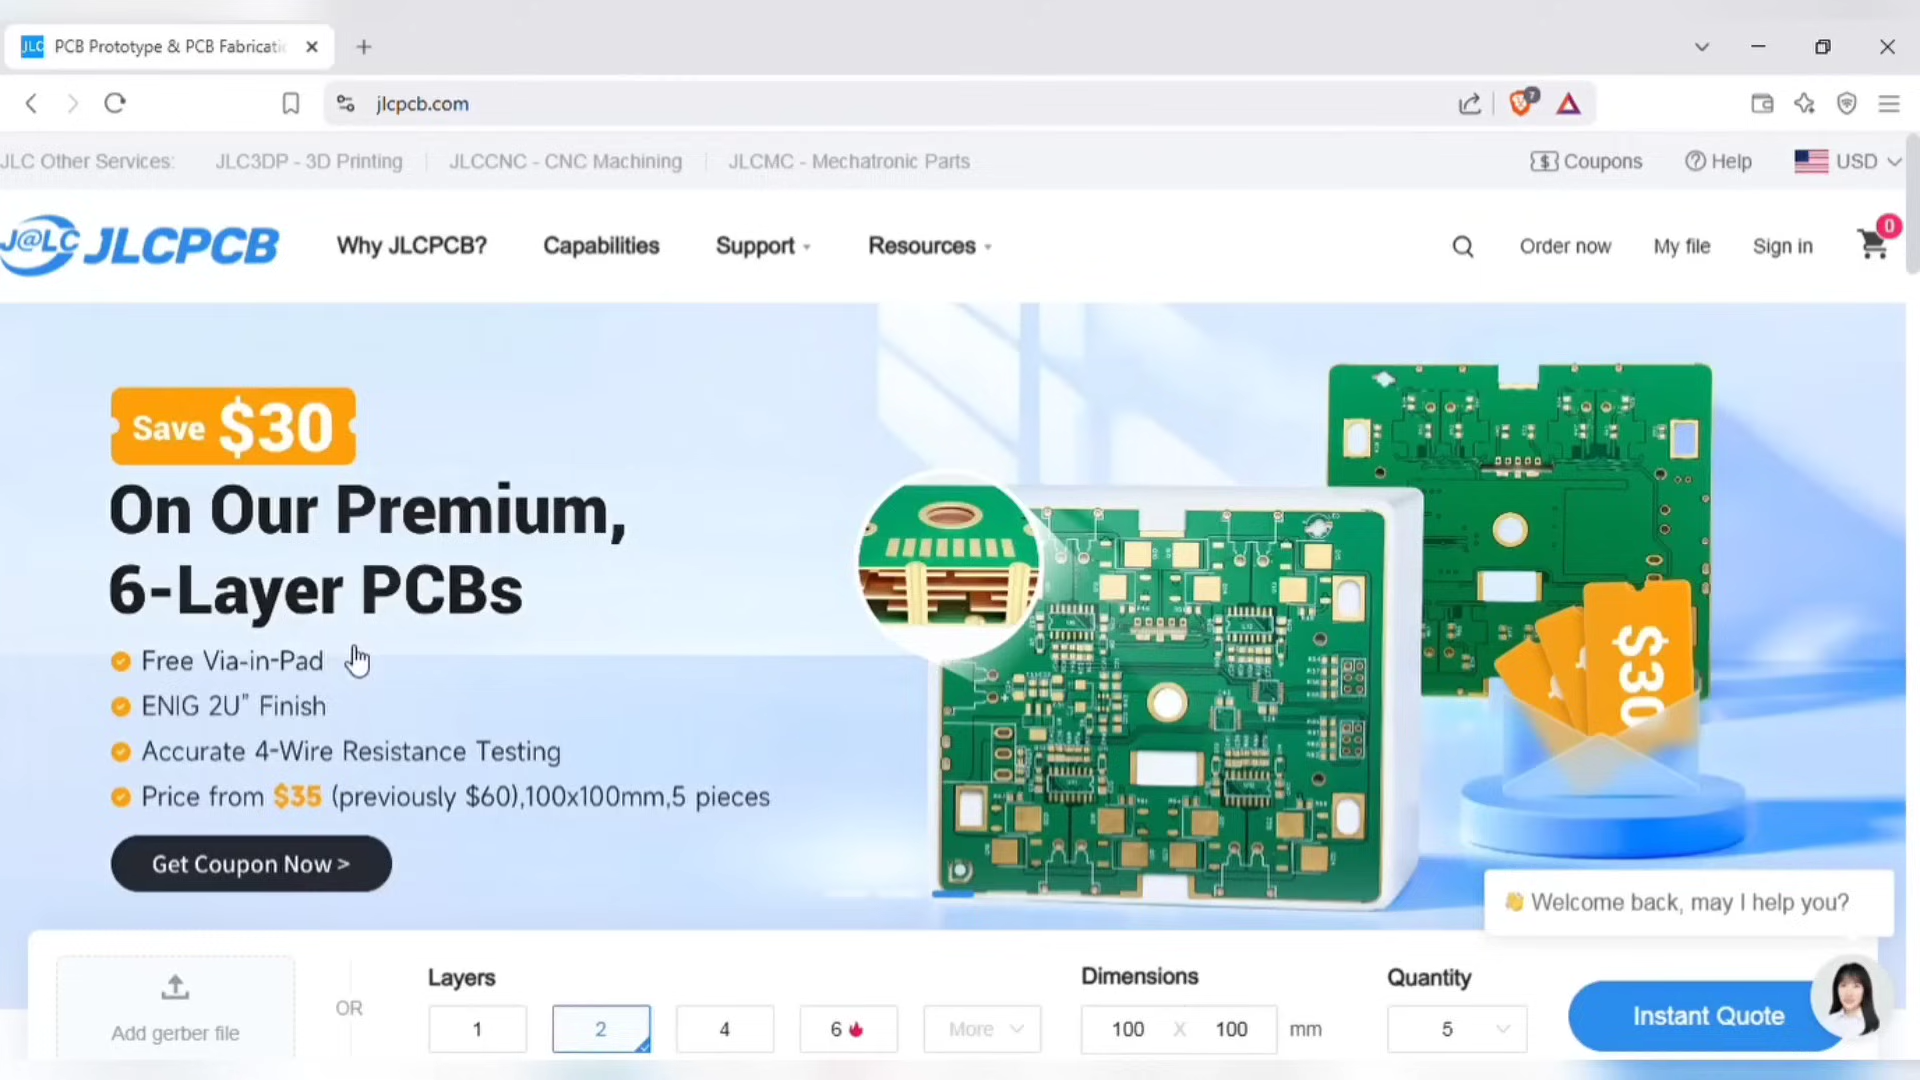 JLC PCB Prototype & PCB Fabricati
jlcpcb.com
7
JLC Other Services: JLC3DP - 3D Printing JLCCNC - CNC Machining JLCMC - Mechatronic Parts Coupons Help USD
J@LC JLCPCB Why JLCPCB? Capabilities Support Resources Order now My file Sign in 0
Save $30
On Our Premium,
6-Layer PCBs
Free Via-in-Pad
ENIG 2U” Finish
Accurate 4-Wire Resistance Testing
Price from $35 (previously $60),100x100mm,5 pieces
Get Coupon Now >
$30
Welcome back, may I help you?
Add gerber file
OR
Layers
1 2 4 6 More
Dimensions
100 X 100 mm
Quantity
5
Instant Quote